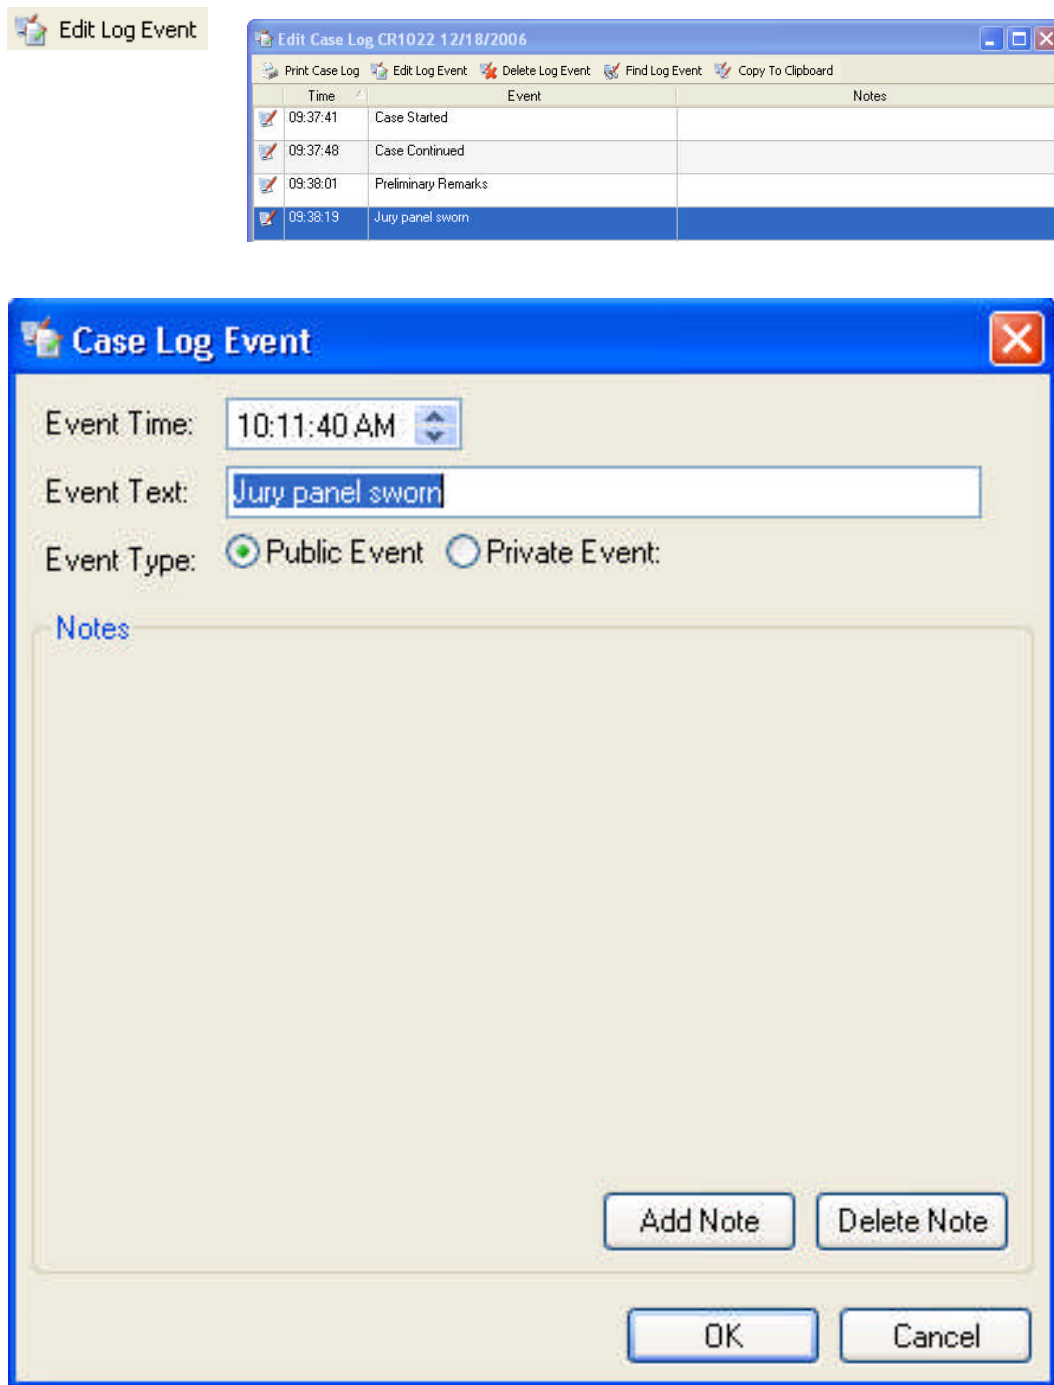 Edit Log Event
Edit Case Log CR1022 12/18/2006
Print Case Log Edit Log Event Delete Log Event Find Log Event Copy To Clipboard
Time Event Notes
09:37:41 Case Started
09:37:48 Case Continued
09:38:01 Preliminary Remarks
09:38:19 Jury panel sworn
Case Log Event
Event Time: 10:11:40 AM
Event Text: Jury panel sworn
Event Type: Public Event Private Event:
Notes
Add Note Delete Note
OK Cancel